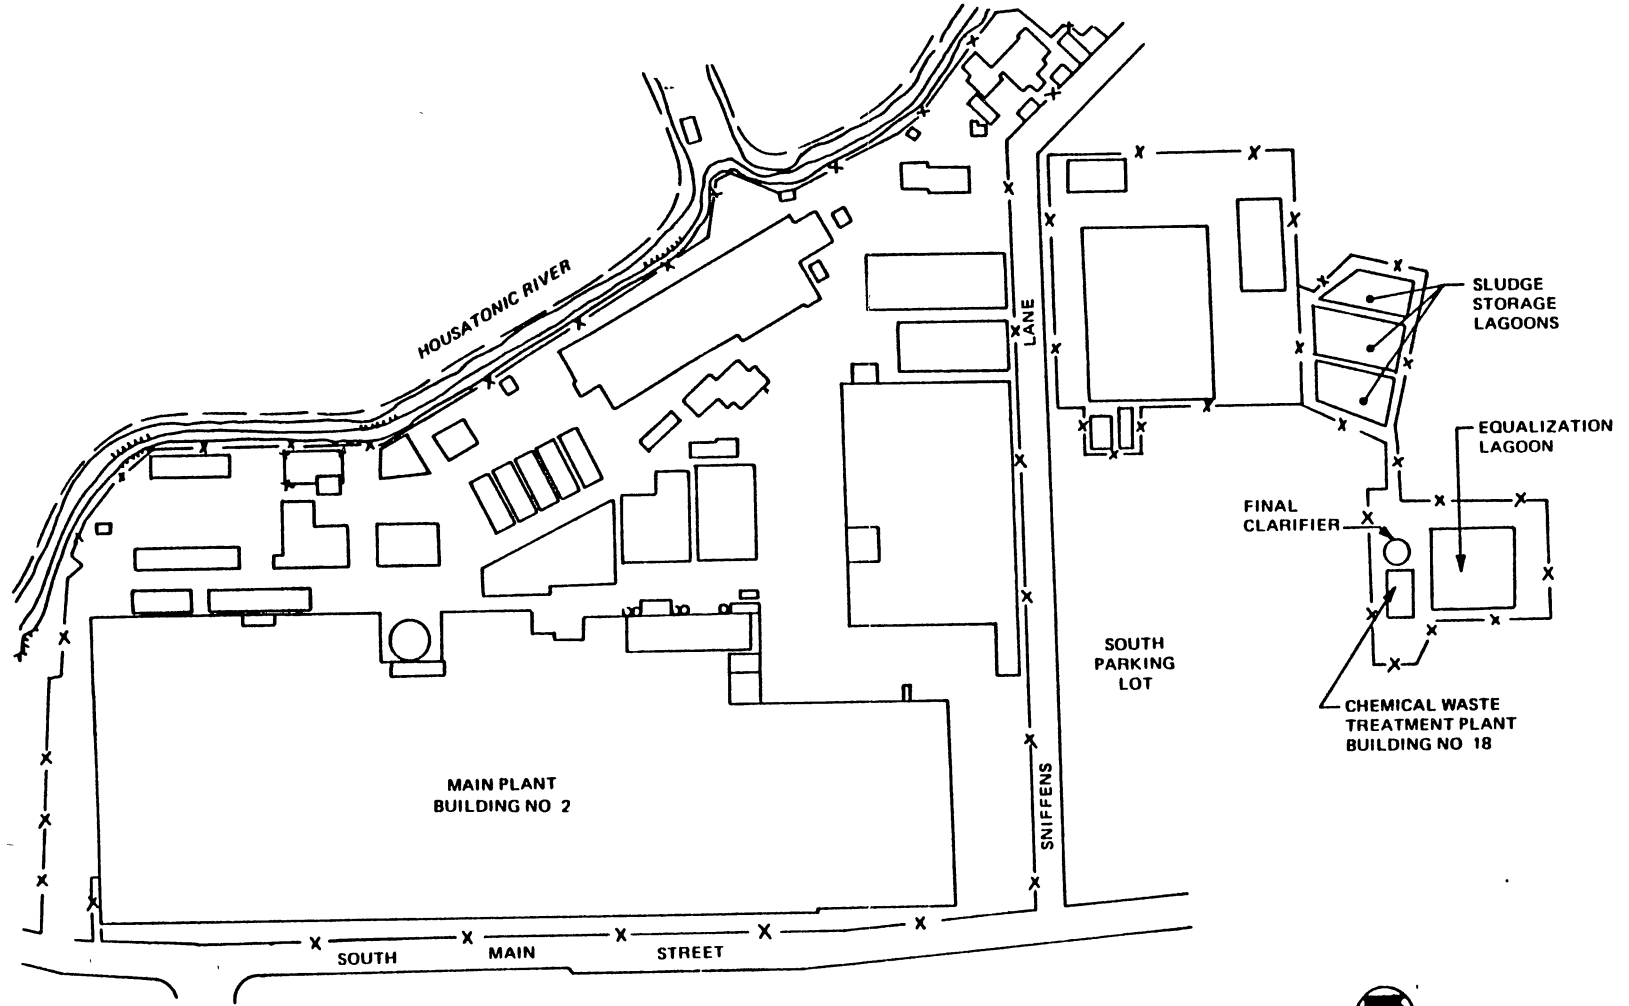 HOUSATONIC RIVER
SLUDGE
STORAGE
LAGOONS
LANE
EQUALIZATION
LAGOON
FINAL
CLARIFIER
SOUTH
PARKING
LOT
CHEMICAL WASTE
TREATMENT PLANT
BUILDING NO 18
MAIN PLANT
BUILDING NO 2
SNIFFENS
SOUTH MAIN STREET